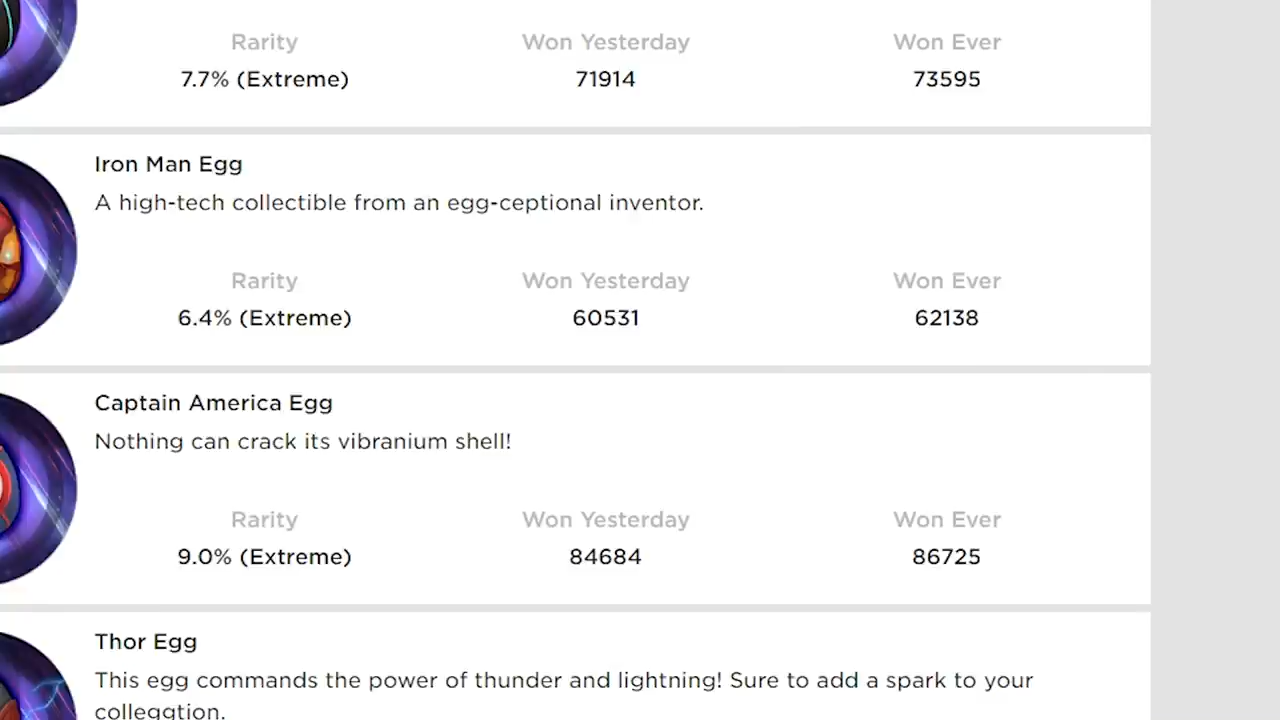 Rarity Won Yesterday Won Ever
7.7% (Extreme) 71914 73595
Iron Man Egg
A high-tech collectible from an egg-ceptional inventor.
Rarity Won Yesterday Won Ever
6.4% (Extreme) 60531 62138
Captain America Egg
Nothing can crack its vibranium shell!
Rarity Won Yesterday Won Ever
9.0% (Extreme) 84684 86725
Thor Egg
This egg commands the power of thunder and lightning! Sure to add a spark to your
colleggtion.